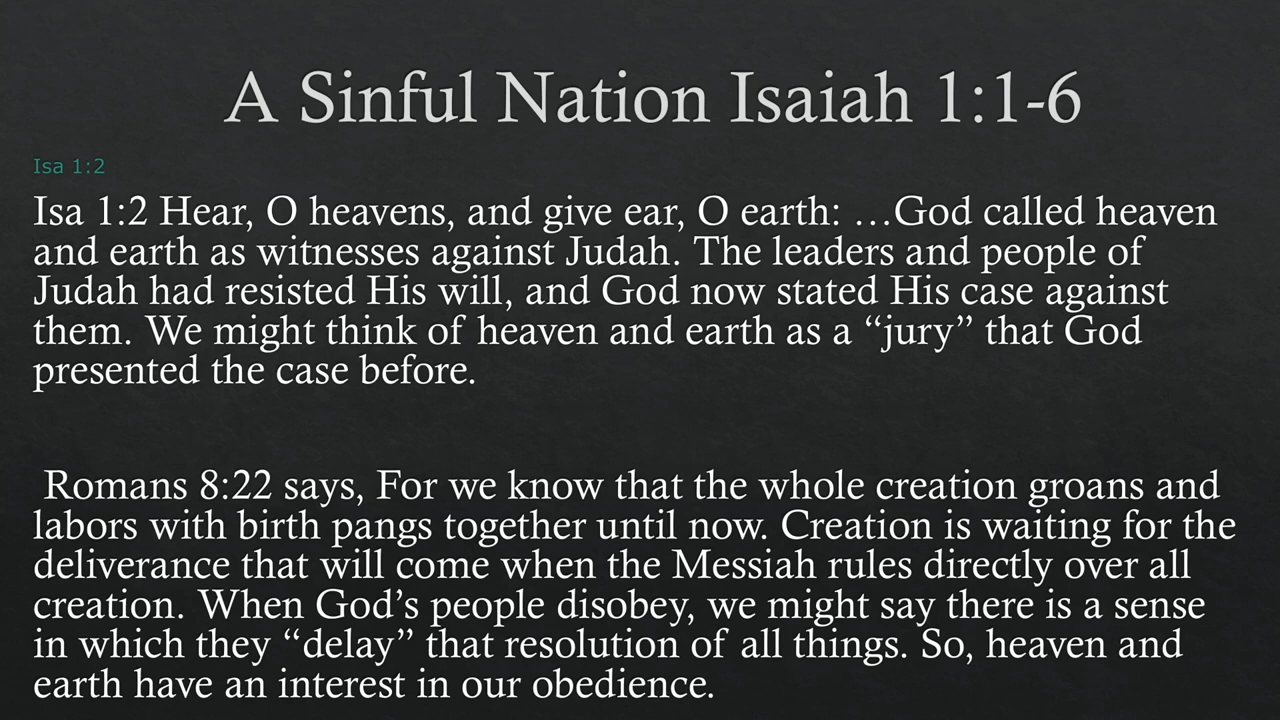 A Sinful Nation Isaiah 1:1-6
Isa 1:2
Isa 1:2 Hear, O heavens, and give ear, O earth: …God called heaven
and earth as witnesses against Judah. The leaders and people of
Judah had resisted His will, and God now stated His case against
them. We might think of heaven and earth as a “jury” that God
presented the case before.
Romans 8:22 says, For we know that the whole creation groans and
labors with birth pangs together until now. Creation is waiting for the
deliverance that will come when the Messiah rules directly over all
creation. When God’s people disobey, we might say there is a sense
in which they “delay” that resolution of all things. So, heaven and
earth have an interest in our obedience.